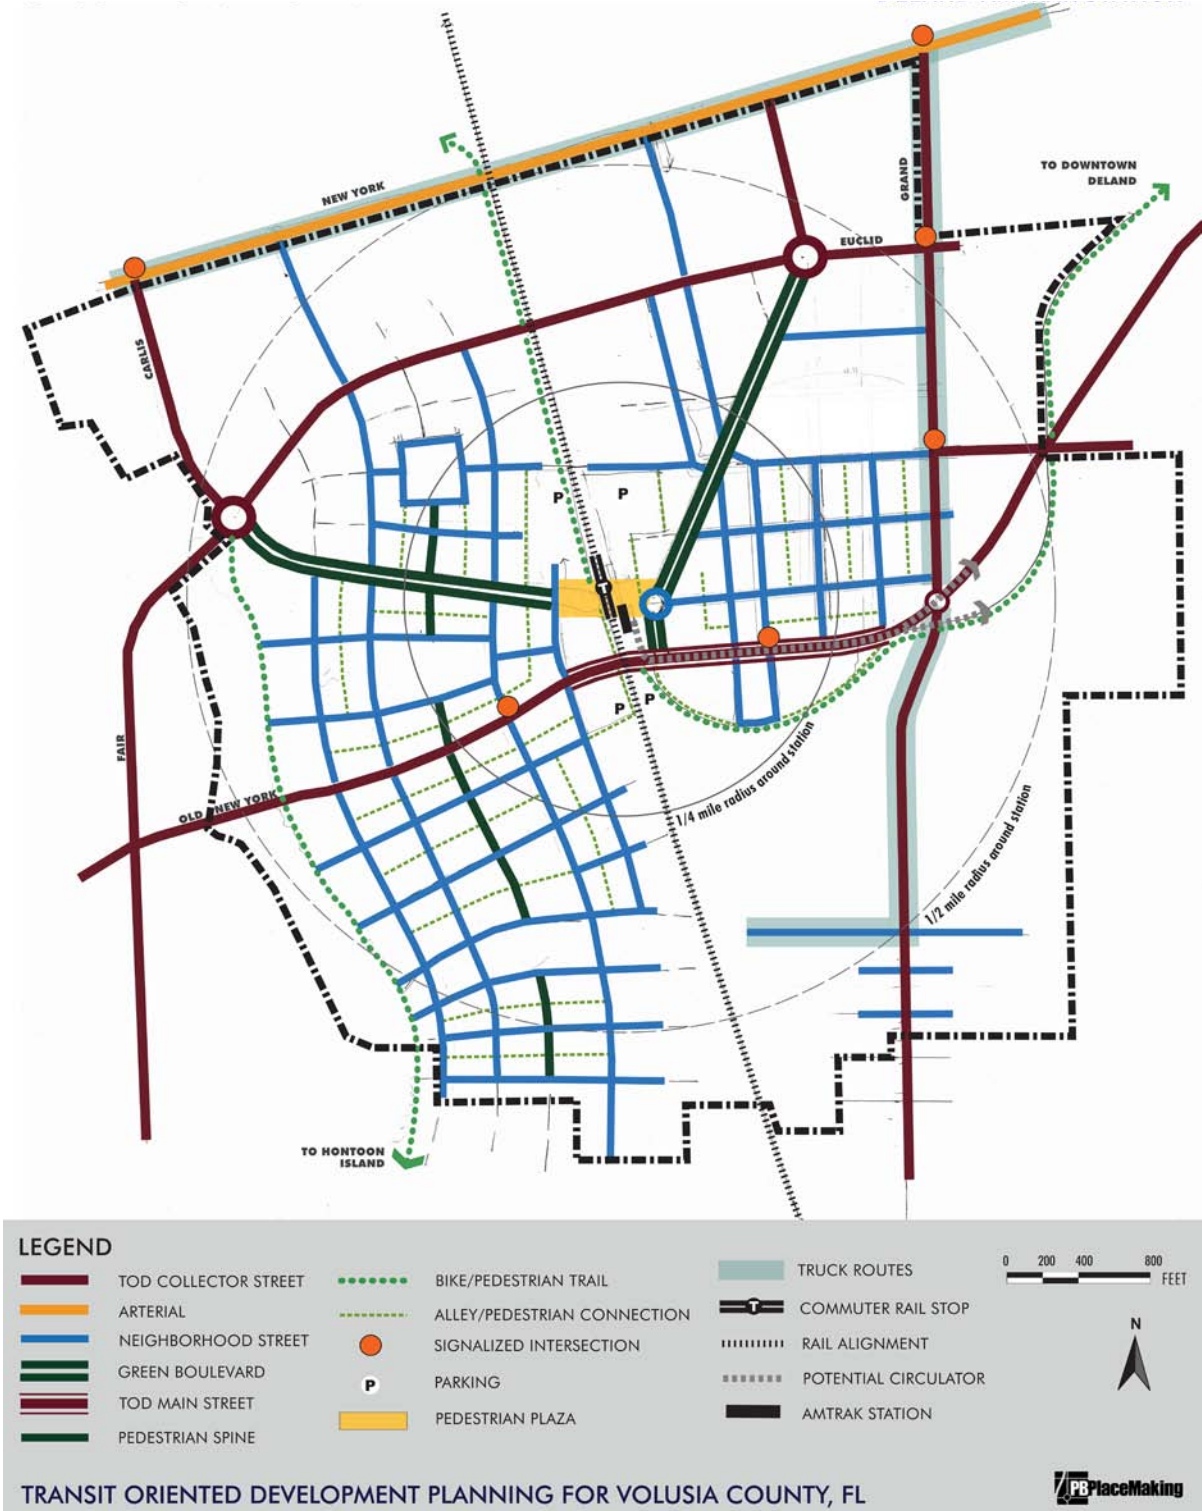 NEW YORK
GRAND
TO DOWNTOWN
DELAND
EUCLID
CARLIS
P
P
T
P
P
FAIR
OLD NEW YORK
1/4 mile radius around station
1/2 mile radius around station
TO HONTOON
ISLAND
LEGEND
TOD COLLECTOR STREET
ARTERIAL
NEIGHBORHOOD STREET
GREEN BOULEVARD
TOD MAIN STREET
PEDESTRIAN SPINE
BIKE/PEDESTRIAN TRAIL
ALLEY/PEDESTRIAN CONNECTION
SIGNALIZED INTERSECTION
P PARKING
PEDESTRIAN PLAZA
TRUCK ROUTES
T COMMUTER RAIL STOP
RAIL ALIGNMENT
POTENTIAL CIRCULATOR
AMTRAK STATION
0 200 400 800
FEET
N
TRANSIT ORIENTED DEVELOPMENT PLANNING FOR VOLUSIA COUNTY, FL
PBPlaceMaking